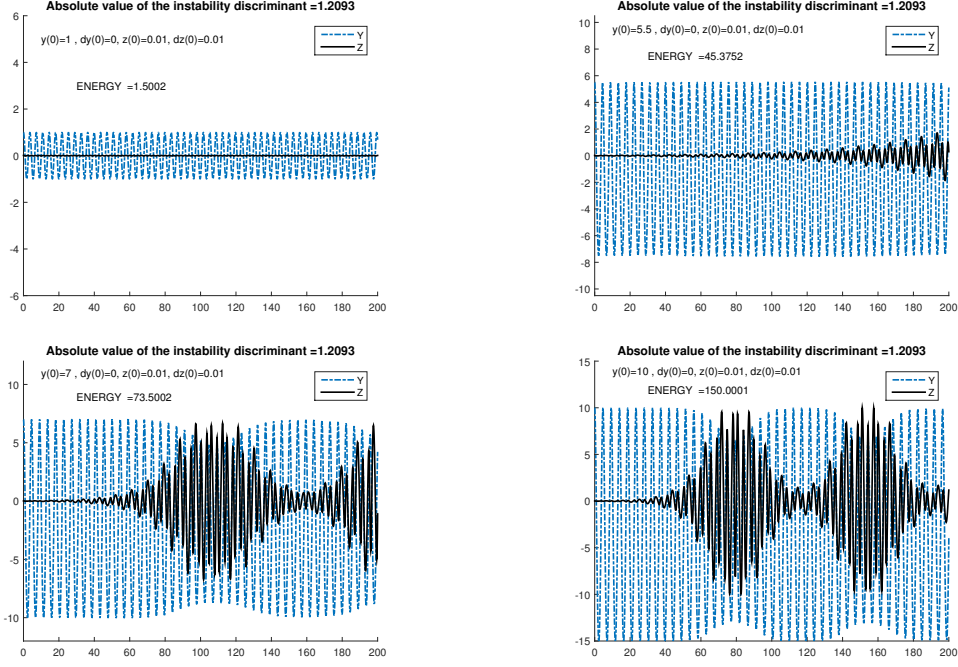 Absolute value of the instability discriminant =1.2093
y(0)=1 , dy(0)=0, z(0)=0.01, dz(0)=0.01
Y
Z
ENERGY =1.5002
6
4
2
0
-2
-4
-6
0 20 40 60 80 100 120 140 160 180 200
Absolute value of the instability discriminant =1.2093
y(0)=5.5 , dy(0)=0, z(0)=0.01, dz(0)=0.01
Y
Z
ENERGY =45.3752
10
8
6
4
2
0
-2
-4
-6
-8
-10
0 20 40 60 80 100 120 140 160 180 200
Absolute value of the instability discriminant =1.2093
y(0)=7 , dy(0)=0, z(0)=0.01, dz(0)=0.01
Y
Z
ENERGY =73.5002
10
5
0
-5
-10
0 20 40 60 80 100 120 140 160 180 200
Absolute value of the instability discriminant =1.2093
y(0)=10 , dy(0)=0, z(0)=0.01, dz(0)=0.01
Y
Z
ENERGY =150.0001
15
10
5
0
-5
-10
-15
0 20 40 60 80 100 120 140 160 180 200